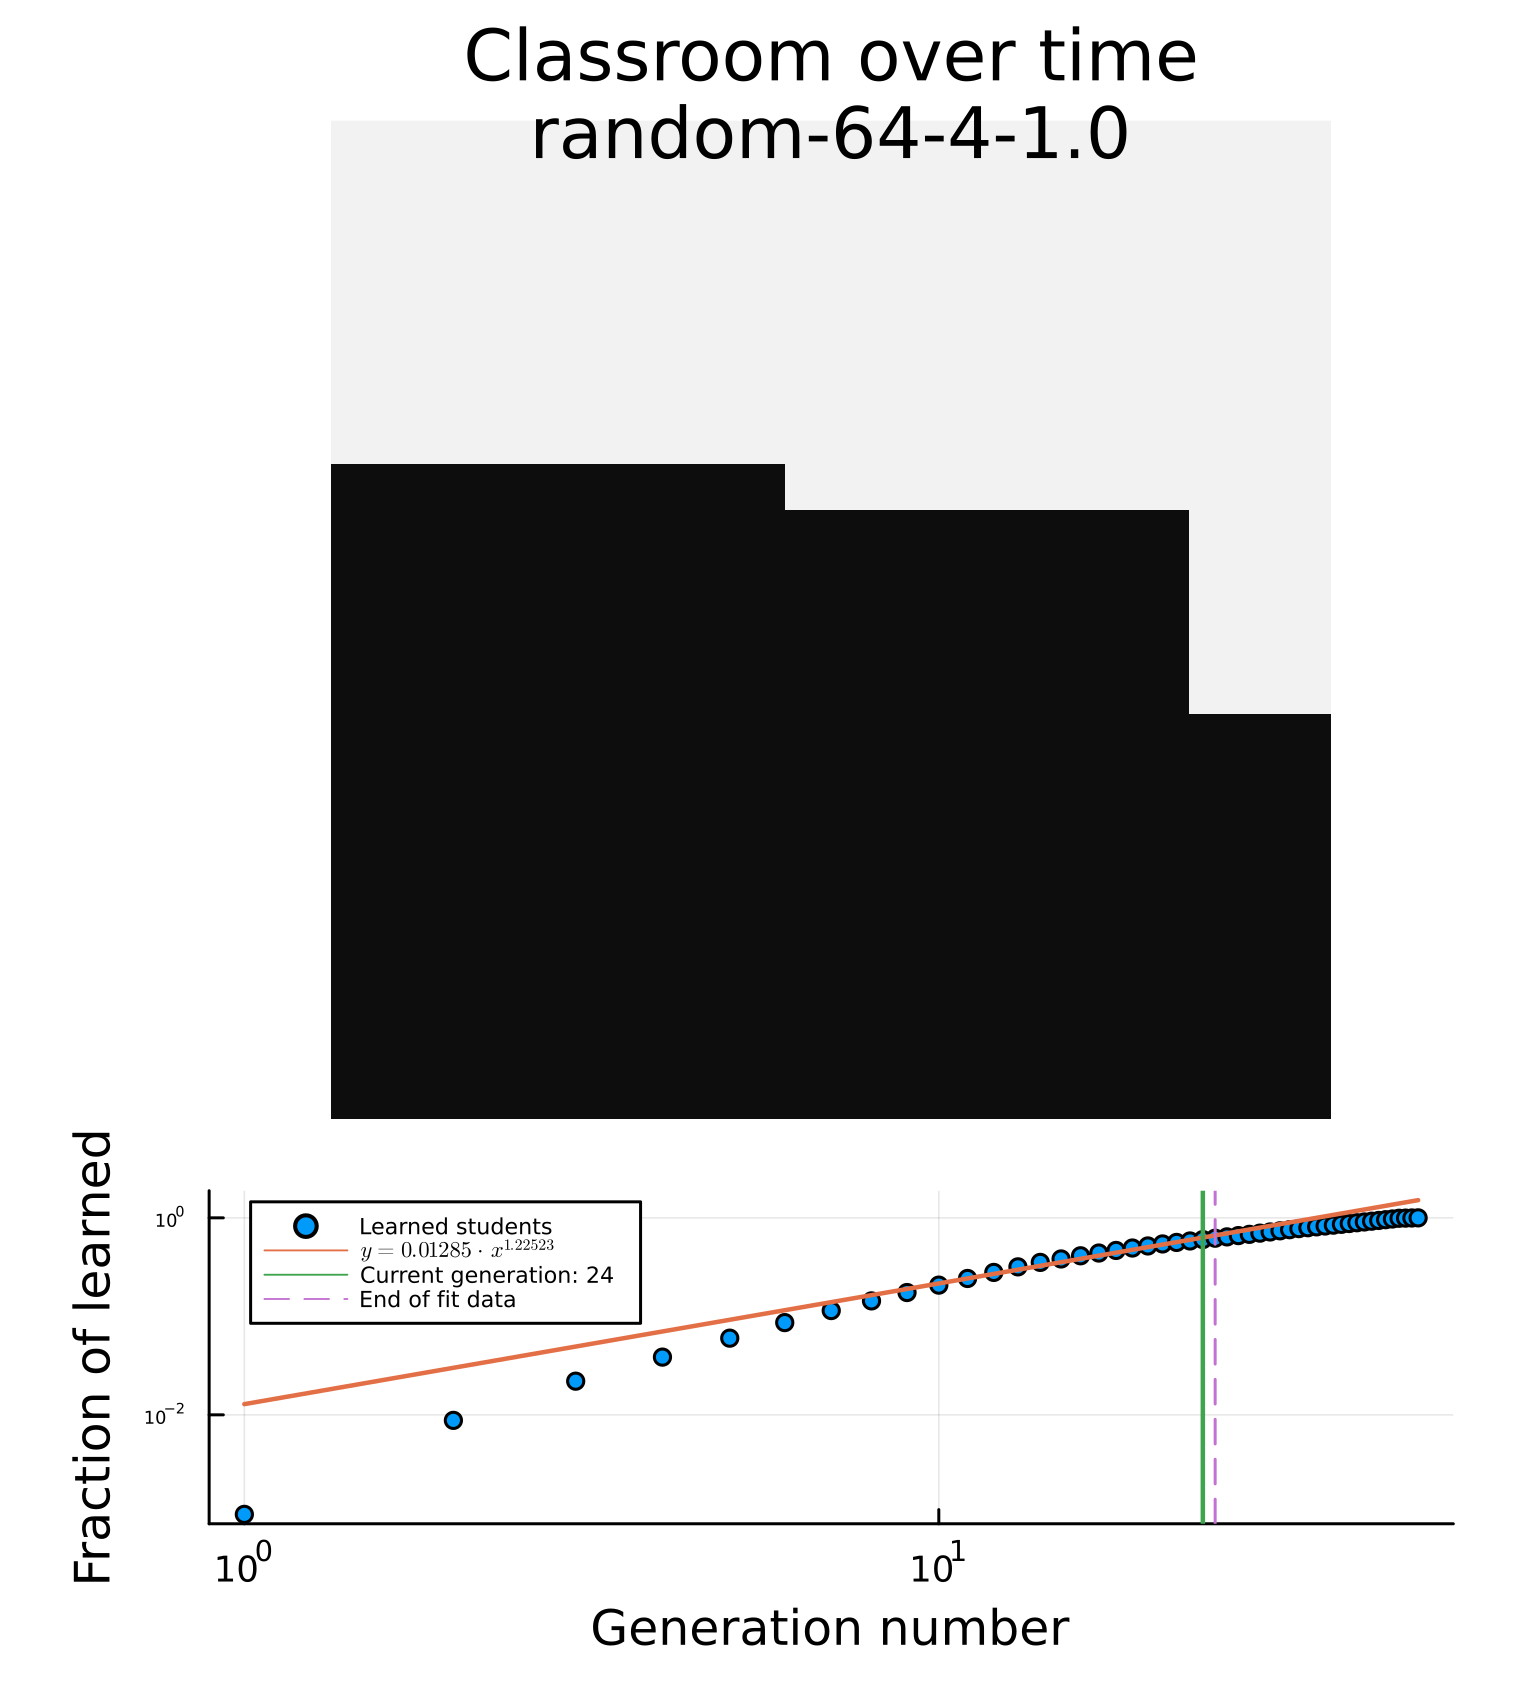 Classroom over time
random-64-4-1.0
Fraction of learned
10^0
10^-2
Learned students
y = 0.01285 · x^1.22523
Current generation: 24
End of fit data
10^0
10^1
Generation number